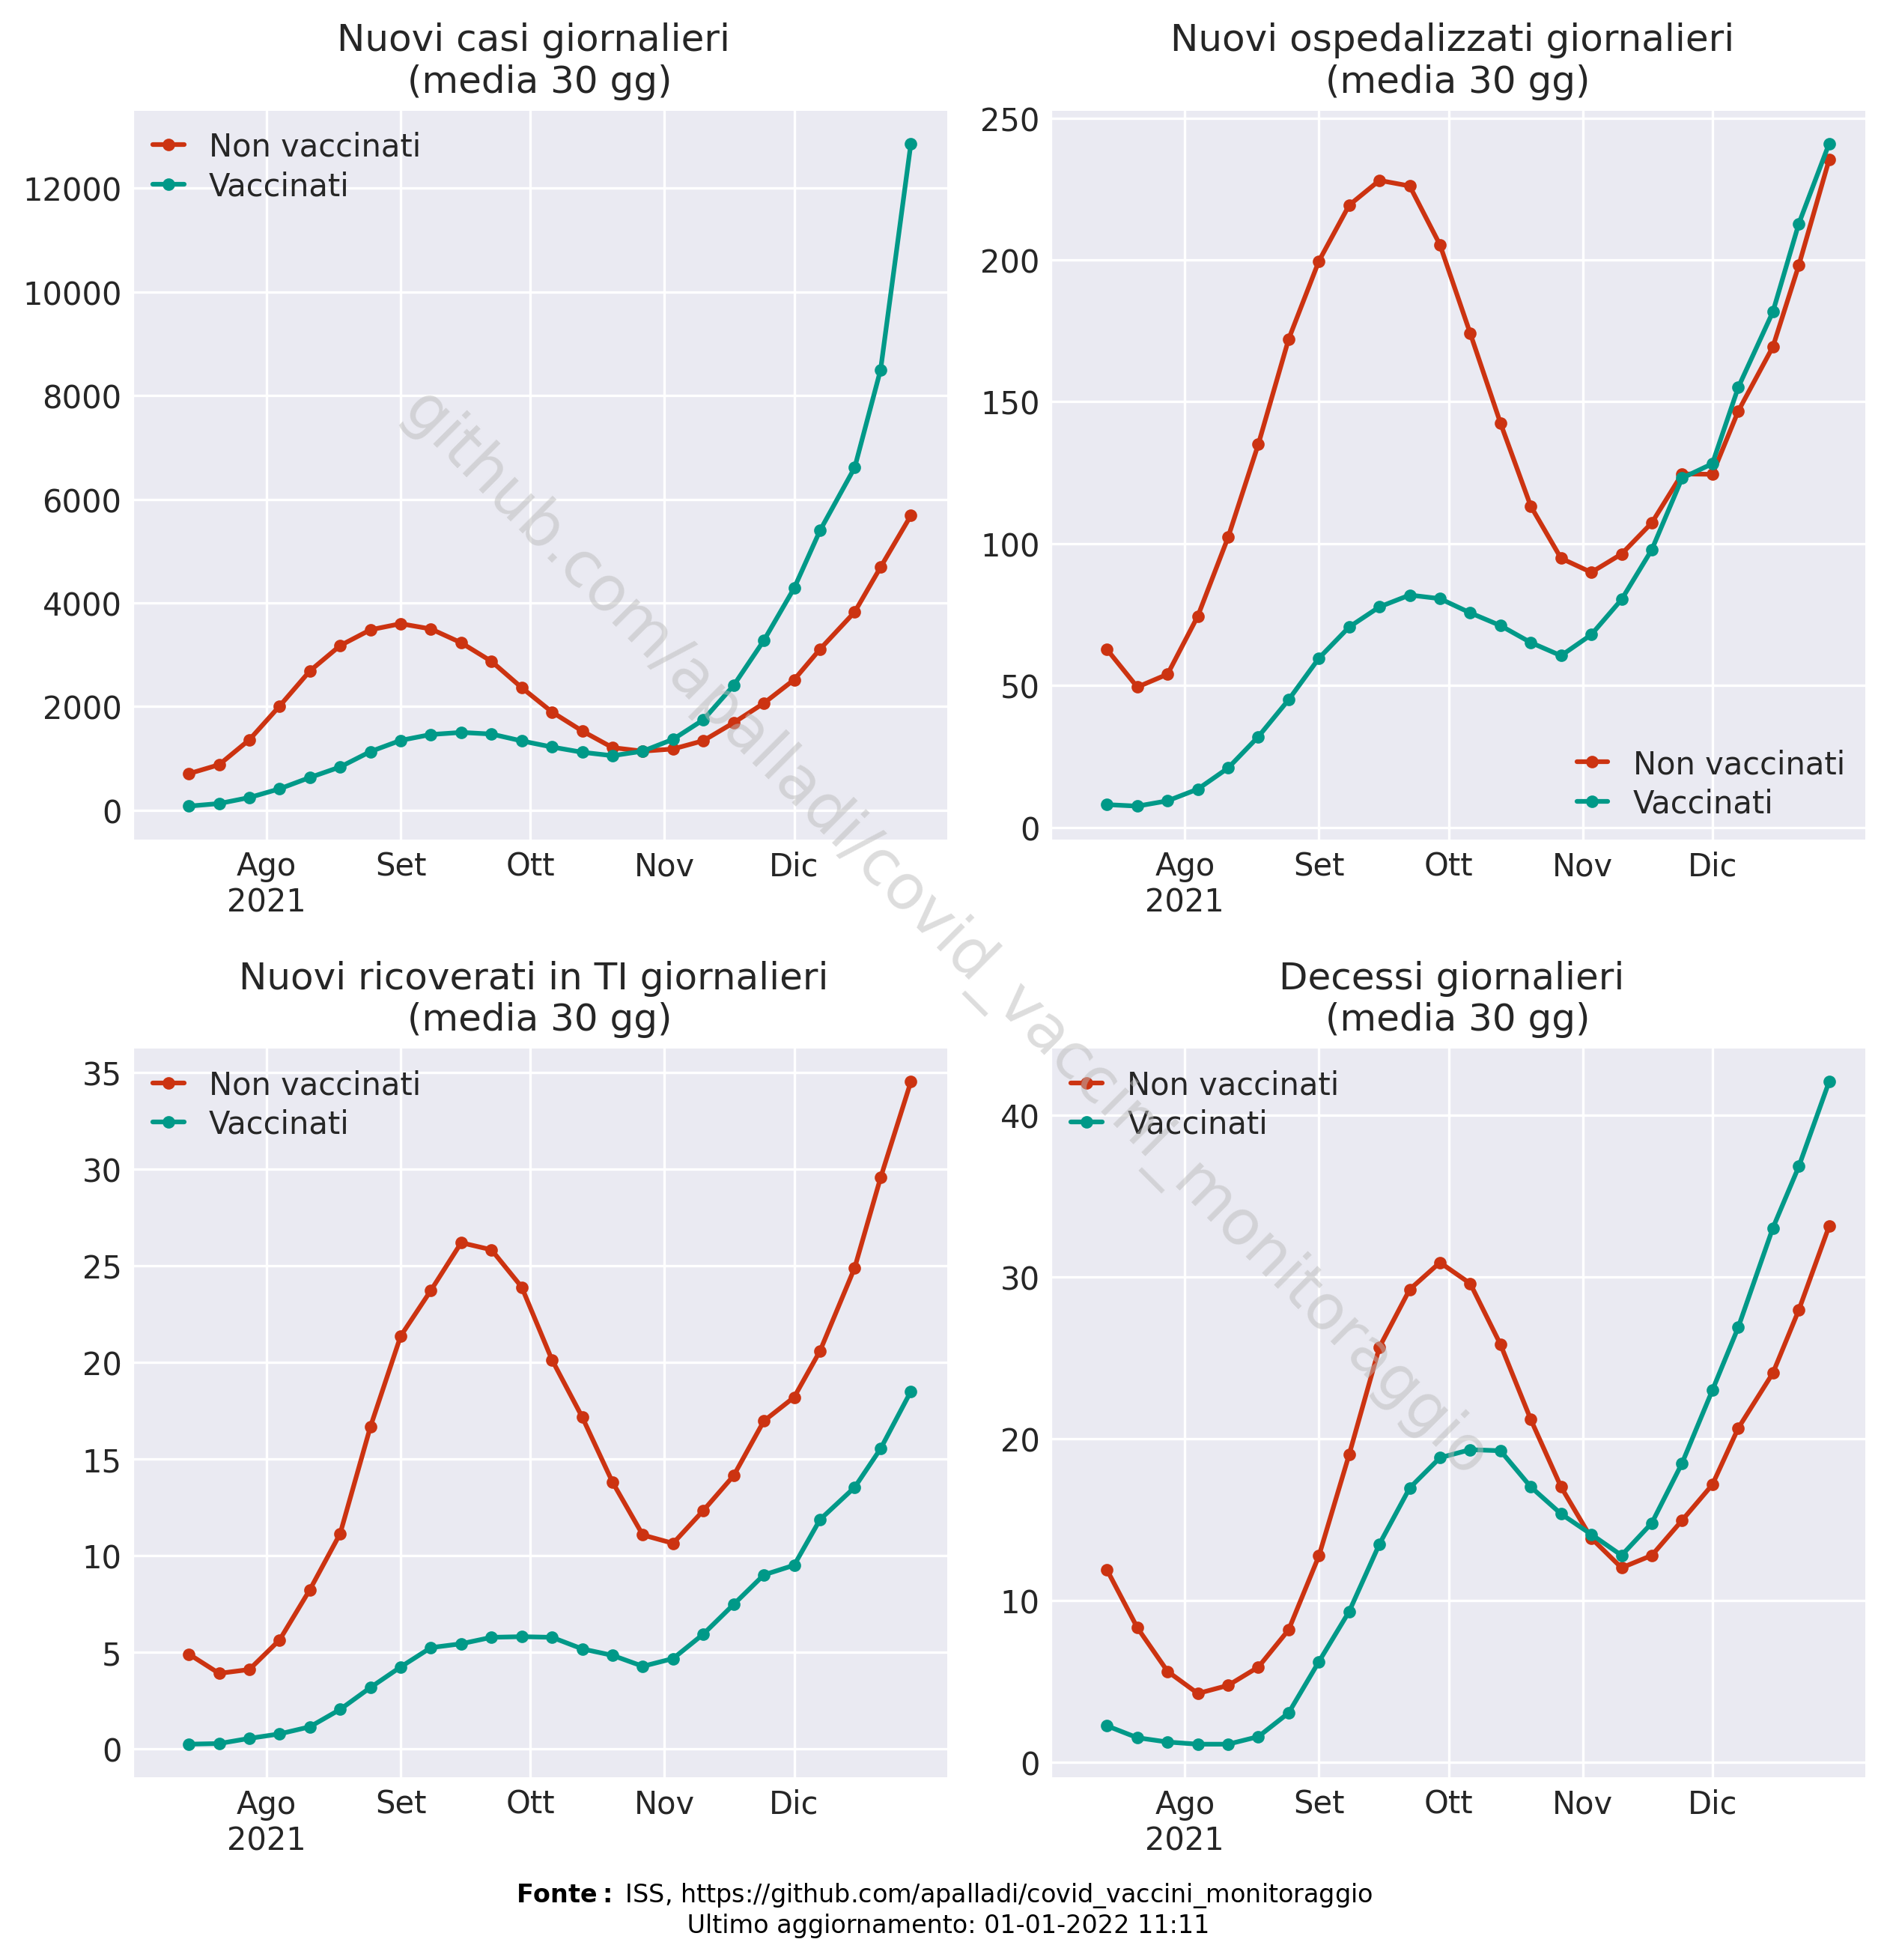 Nuovi casi giornalieri
(media 30 gg)
Non vaccinati
Vaccinati
12000
10000
8000
6000
4000
2000
0
Ago
2021
Set
Ott
Nov
Dic
Nuovi ospedalizzati giornalieri
(media 30 gg)
250
200
150
100
50
0
Non vaccinati
Vaccinati
Ago
2021
Set
Ott
Nov
Dic
Nuovi ricoverati in TI giornalieri
(media 30 gg)
Non vaccinati
Vaccinati
35
30
25
20
15
10
5
0
Ago
2021
Set
Ott
Nov
Dic
Decessi giornalieri
(media 30 gg)
Non vaccinati
Vaccinati
40
30
20
10
0
Ago
2021
Set
Ott
Nov
Dic
github.com/apalladi/covid_vaccini_monitoraggio
Fonte: ISS, https://github.com/apalladi/covid_vaccini_monitoraggio
Ultimo aggiornamento: 01-01-2022 11:11